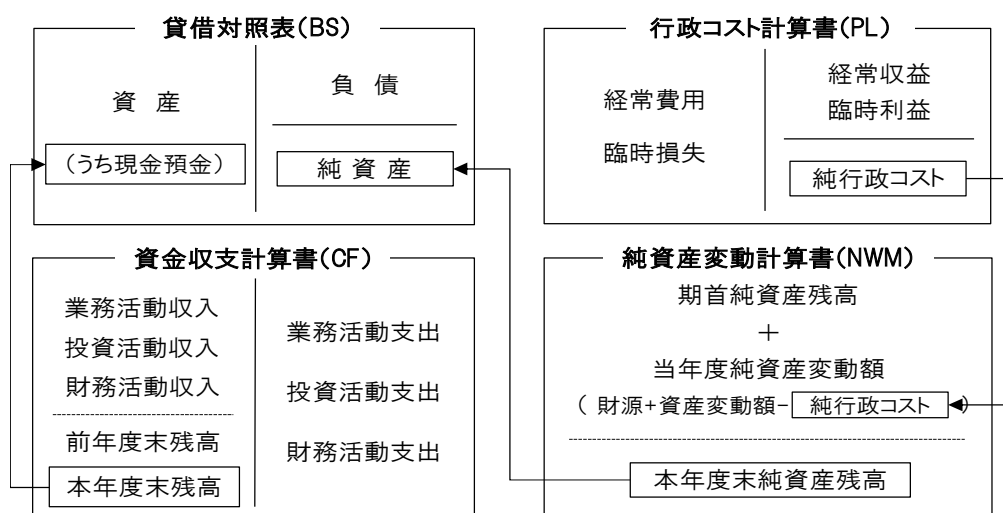 貸借対照表(BS)
資 産
(うち現金預金)
負 債
純 資 産
行政コスト計算書(PL)
経常費用
臨時損失
経常収益
臨時利益
純行政コスト
資金収支計算書(CF)
業務活動収入
投資活動収入
財務活動収入
前年度末残高
本年度末残高
業務活動支出
投資活動支出
財務活動支出
純資産変動計算書(NWM)
期首純資産残高
+
当年度純資産変動額
( 財源+資産変動額-純行政コスト )
本年度末純資産残高